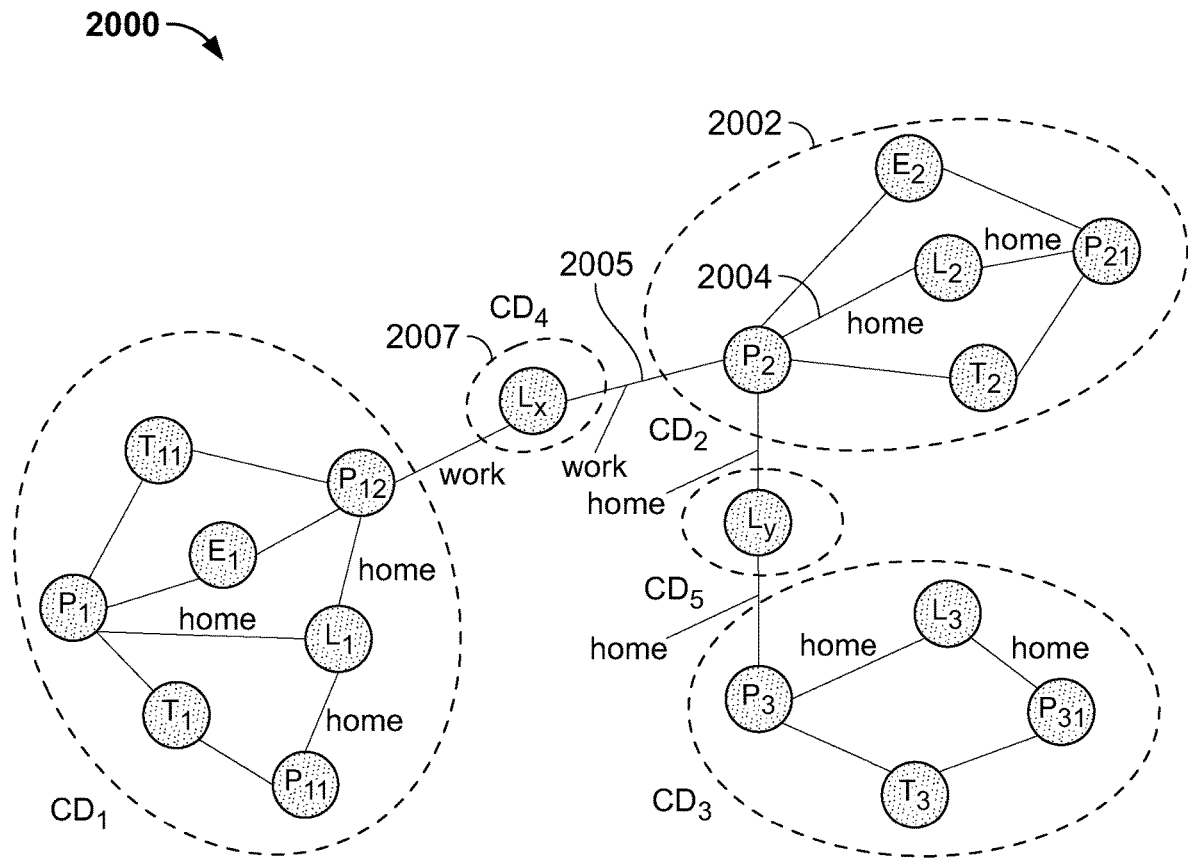 2000
2002
E₂
home
P₂₁
L₂
2005
2004
CD₄
home
2007
P₂
T₂
Lₓ
CD₂
T₁₁
work
work
P₁₂
home
L_y
E₁
home
CD₅
P₁
home
L₃
L₁
home
home
home
P₃
P₃₁
T₁
home
P₁₁
T₃
CD₁
CD₃